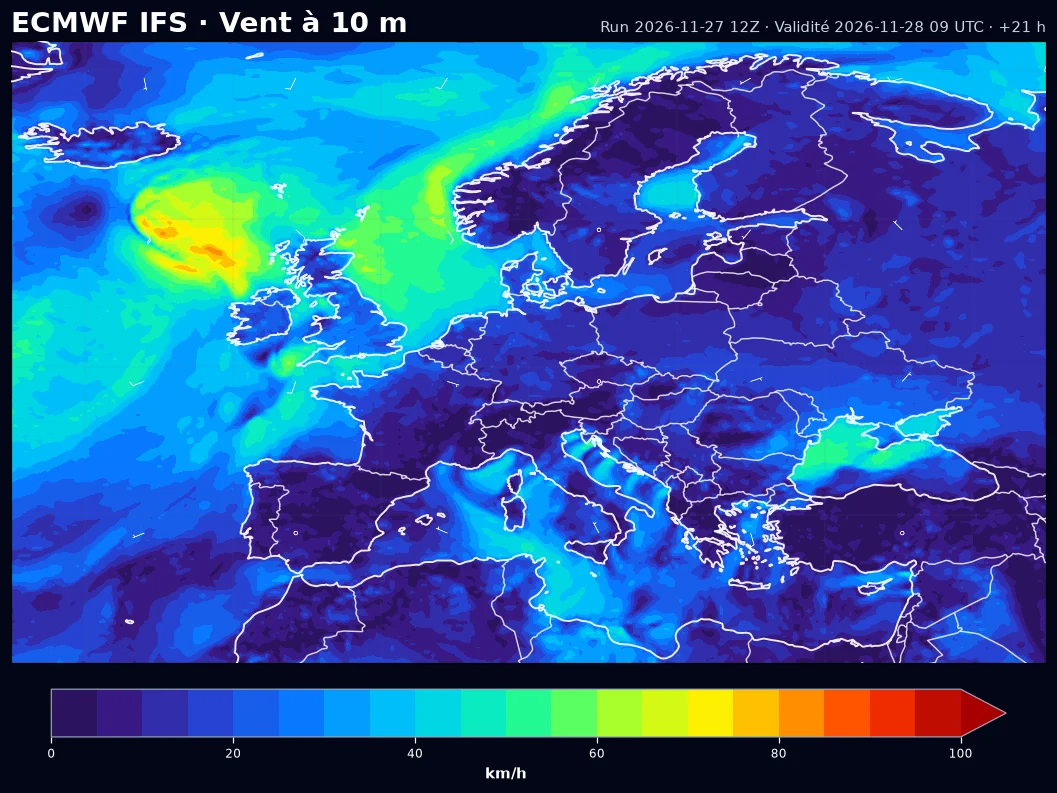 ECMWF IFS · Vent à 10 m
Run 2026-11-27 12Z · Validité 2026-11-28 09 UTC · +21 h
0 20 40 60 80 100
km/h